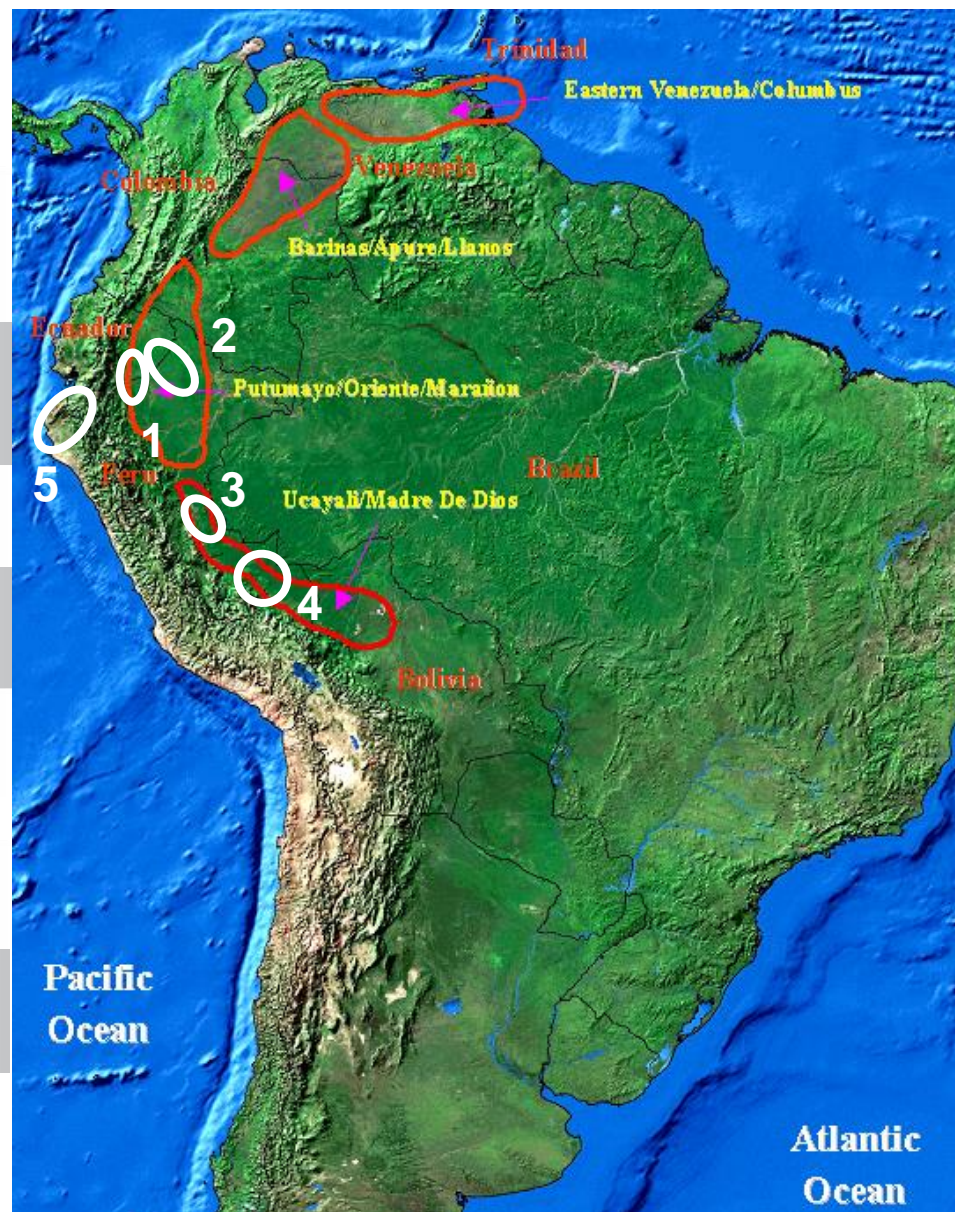 Trinidad
Eastern Venezuela/Columbus
Venezuela
Colombia
Barinas/Apure/Llanos
Ecuador
2
Putumayo/Oriente/Marañon
1
Peru
Brazil
5
3
Ucayali/Madre De Dios
4
Bolivia
Pacific
Ocean
Atlantic
Ocean